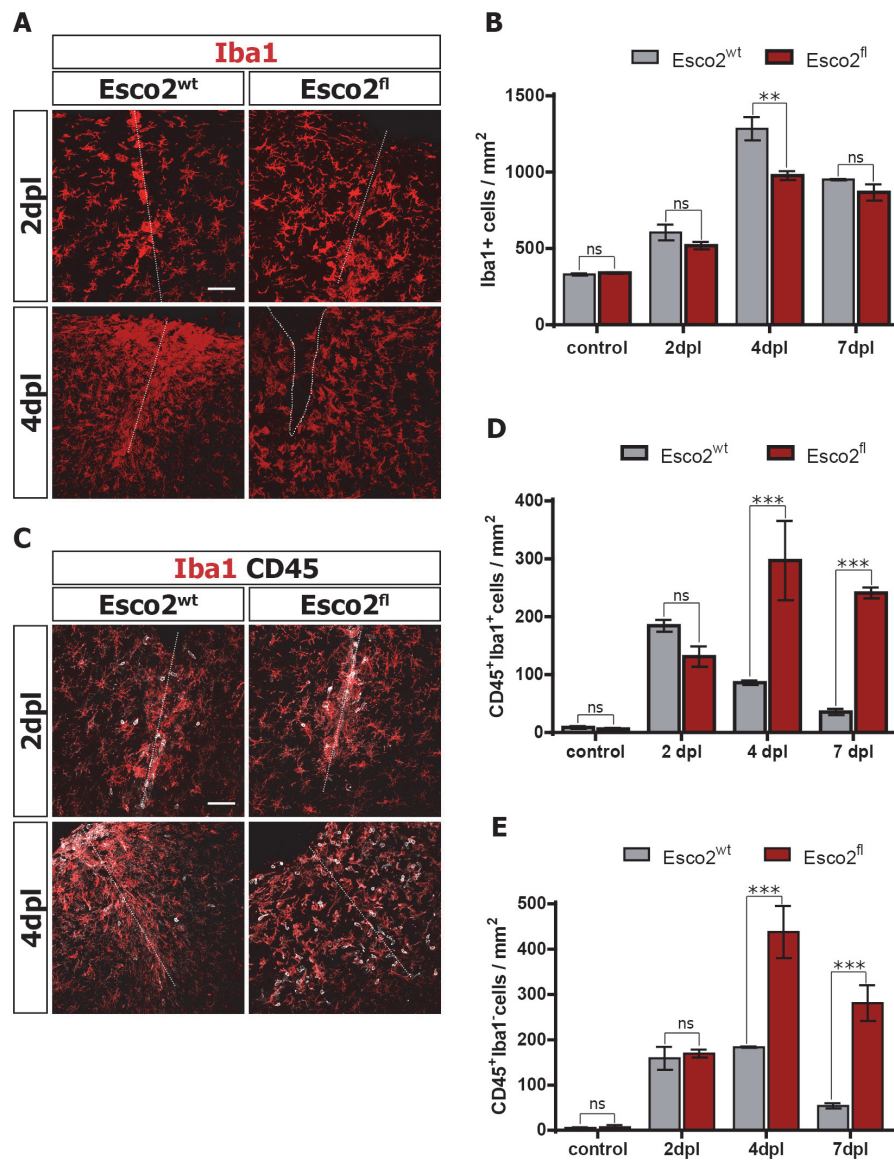 A
Iba1
Esco2wt Esco2fl
2dpl
4dpl
B
Esco2wt Esco2fl
Iba1+ cells / mm2
1500
1000
500
0
ns
ns
**
ns
control 2dpl 4dpl 7dpl
C
Iba1 CD45
Esco2wt Esco2fl
2dpl
4dpl
D
Esco2wt Esco2fl
CD45+Iba1+cells / mm2
400
300
200
100
0
ns
ns
***
***
control 2 dpl 4 dpl 7 dpl
E
Esco2wt Esco2fl
CD45+Iba1-cells / mm2
500
400
300
200
100
0
ns
ns
***
***
control 2dpl 4dpl 7dpl